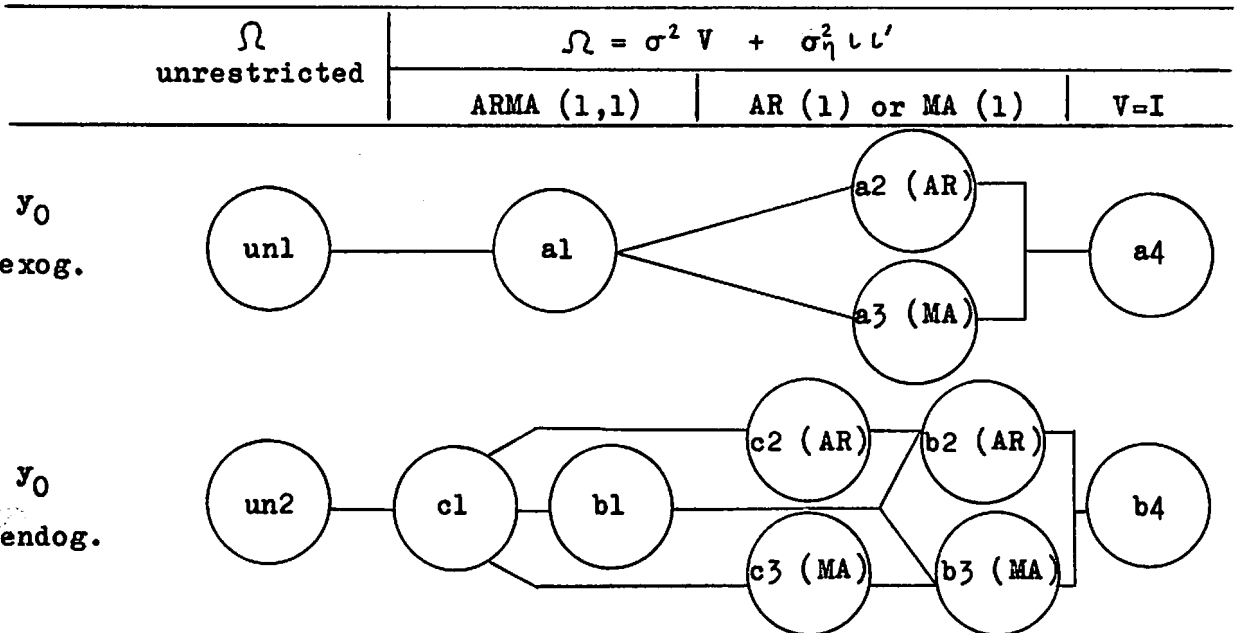 Ω
unrestricted
Ω = σ² V + σ²η ιι′
ARMA (1,1)
AR (1) or MA (1)
V=I
y0
exog.
un1
a1
a2 (AR)
a3 (MA)
a4
y0
endog.
un2
c1
b1
c2 (AR)
b2 (AR)
c3 (MA)
b3 (MA)
b4